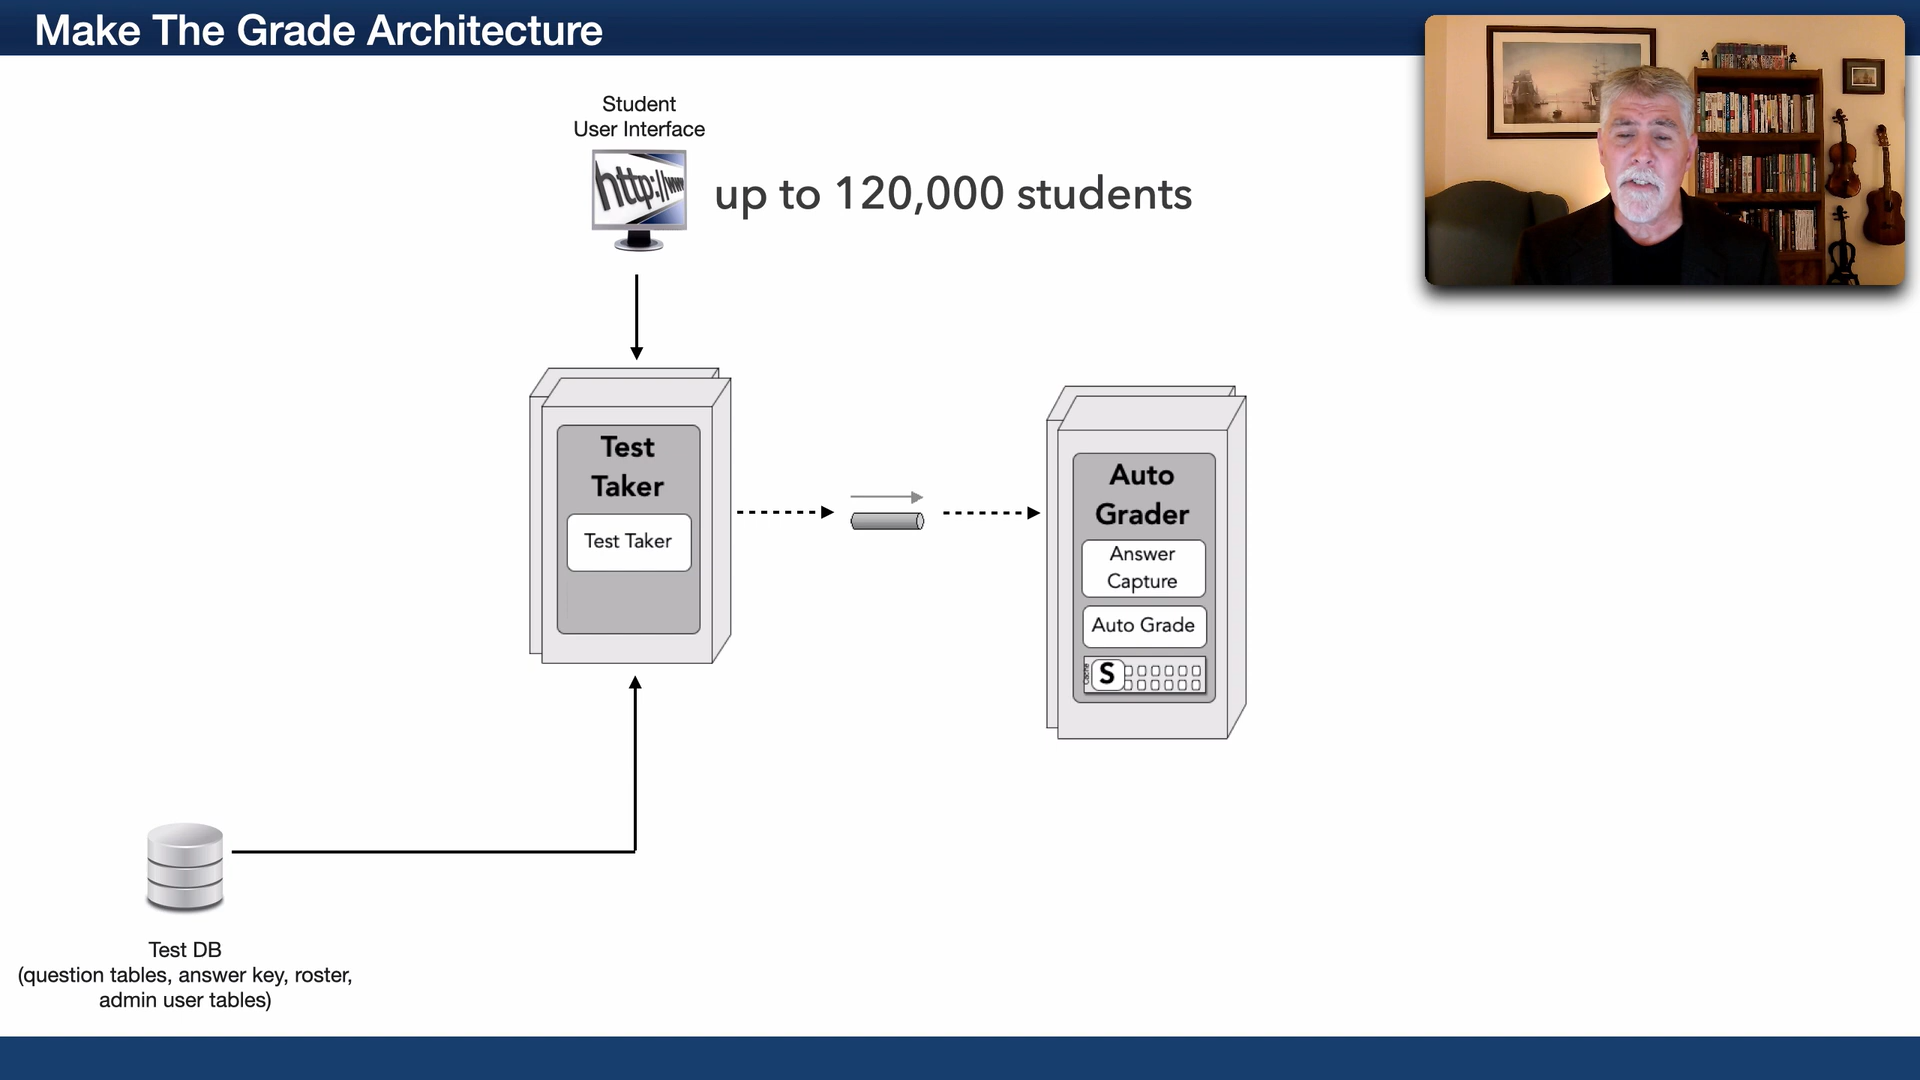 Make The Grade Architecture
Student
User Interface
http://www
up to 120,000 students
Test
Taker
Test Taker
Auto
Grader
Answer
Capture
Auto Grade
Cache
S
Test DB
(question tables, answer key, roster,
admin user tables)